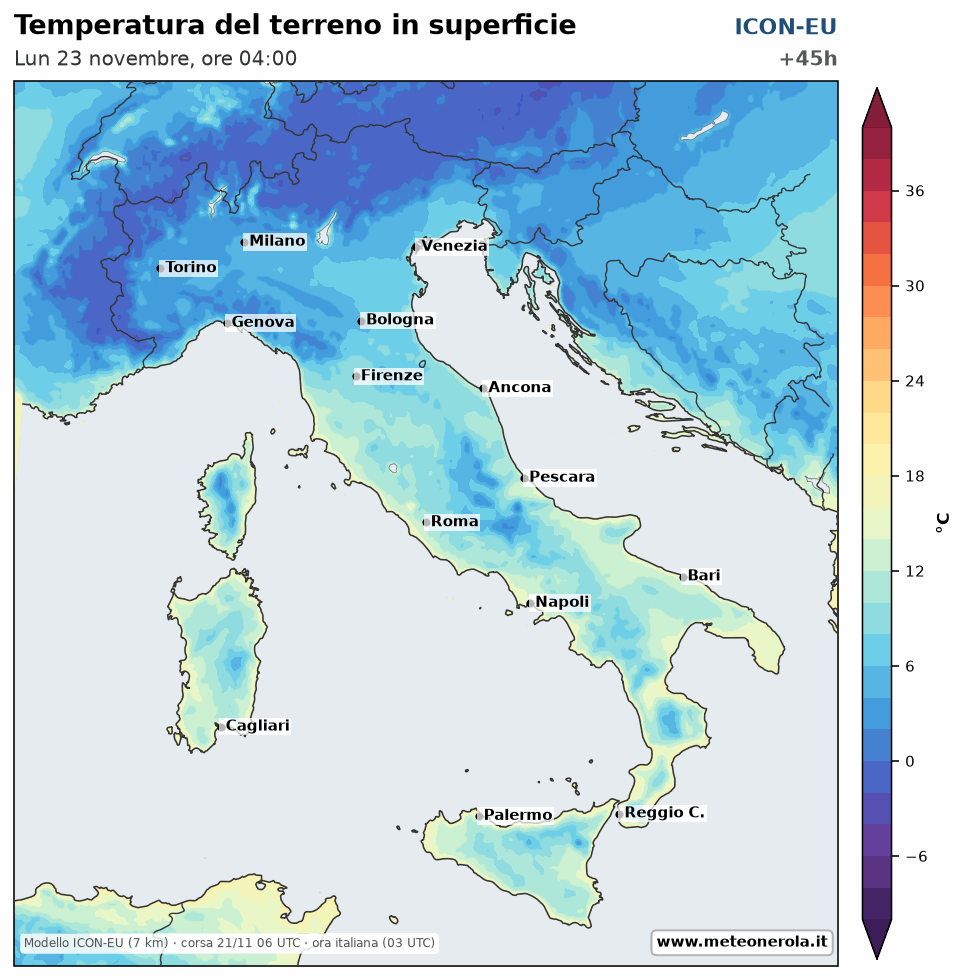 Temperatura del terreno in superficie
ICON-EU
Lun 23 novembre, ore 04:00
+45h
Milano
Venezia
Torino
Genova
Bologna
Firenze
Ancona
Pescara
Roma
Bari
Napoli
Cagliari
Palermo
Reggio C.
36
30
24
18
12
6
0
−6
°C
Modello ICON-EU (7 km) · corsa 21/11 06 UTC · ora italiana (03 UTC)
www.meteonerola.it